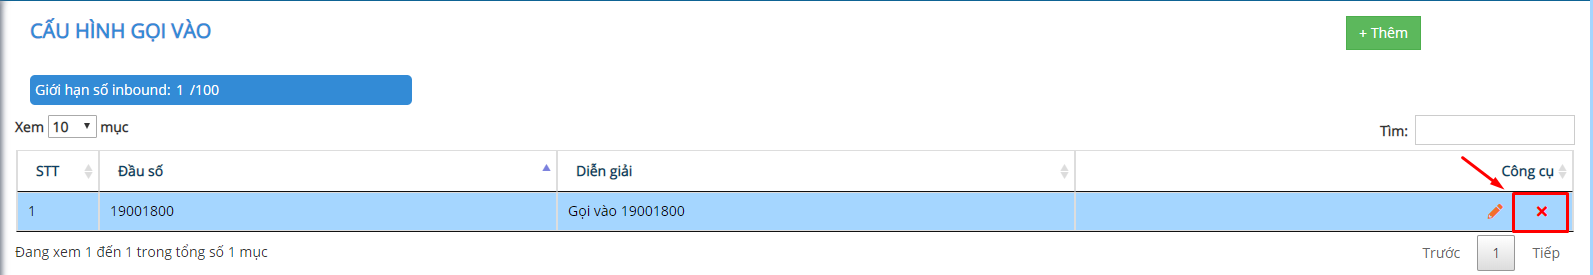 CẤU HÌNH GỌI VÀO
+ Thêm
Giới hạn số inbound: 1 /100
Xem 10 mục
Tìm:
STT Đầu số Diễn giải Công cụ
1 19001800 Gọi vào 19001800
Đang xem 1 đến 1 trong tổng số 1 mục
Trước 1 Tiếp